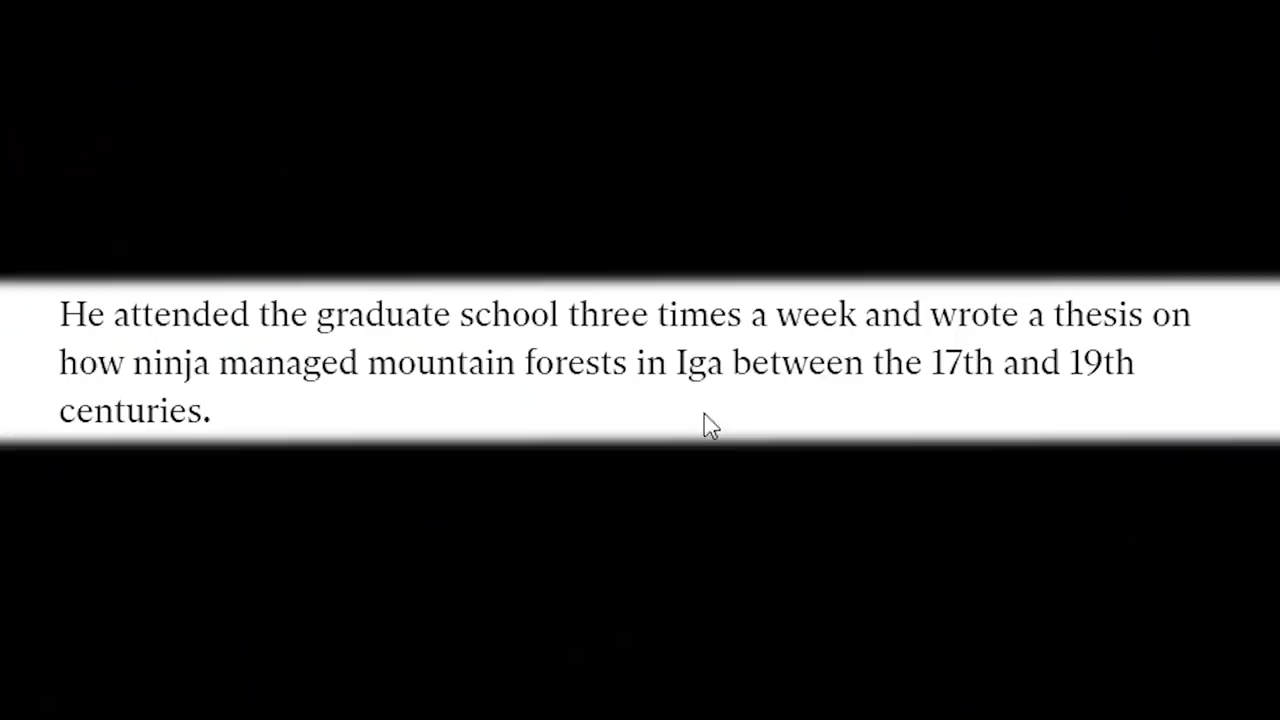 He attended the graduate school three times a week and wrote a thesis on
how ninja managed mountain forests in Iga between the 17th and 19th
centuries.